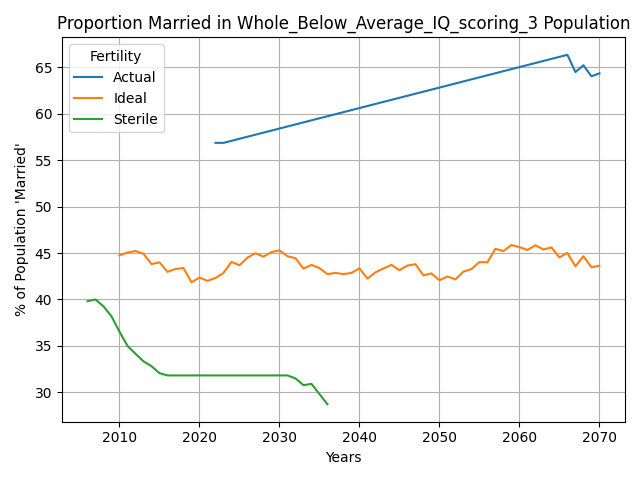 Proportion Married in Whole_Below_Average_IQ_scoring_3 Population
Fertility
Actual
Ideal
Sterile
% of Population 'Married'
65
60
55
50
45
40
35
30
2010 2020 2030 2040 2050 2060 2070
Years